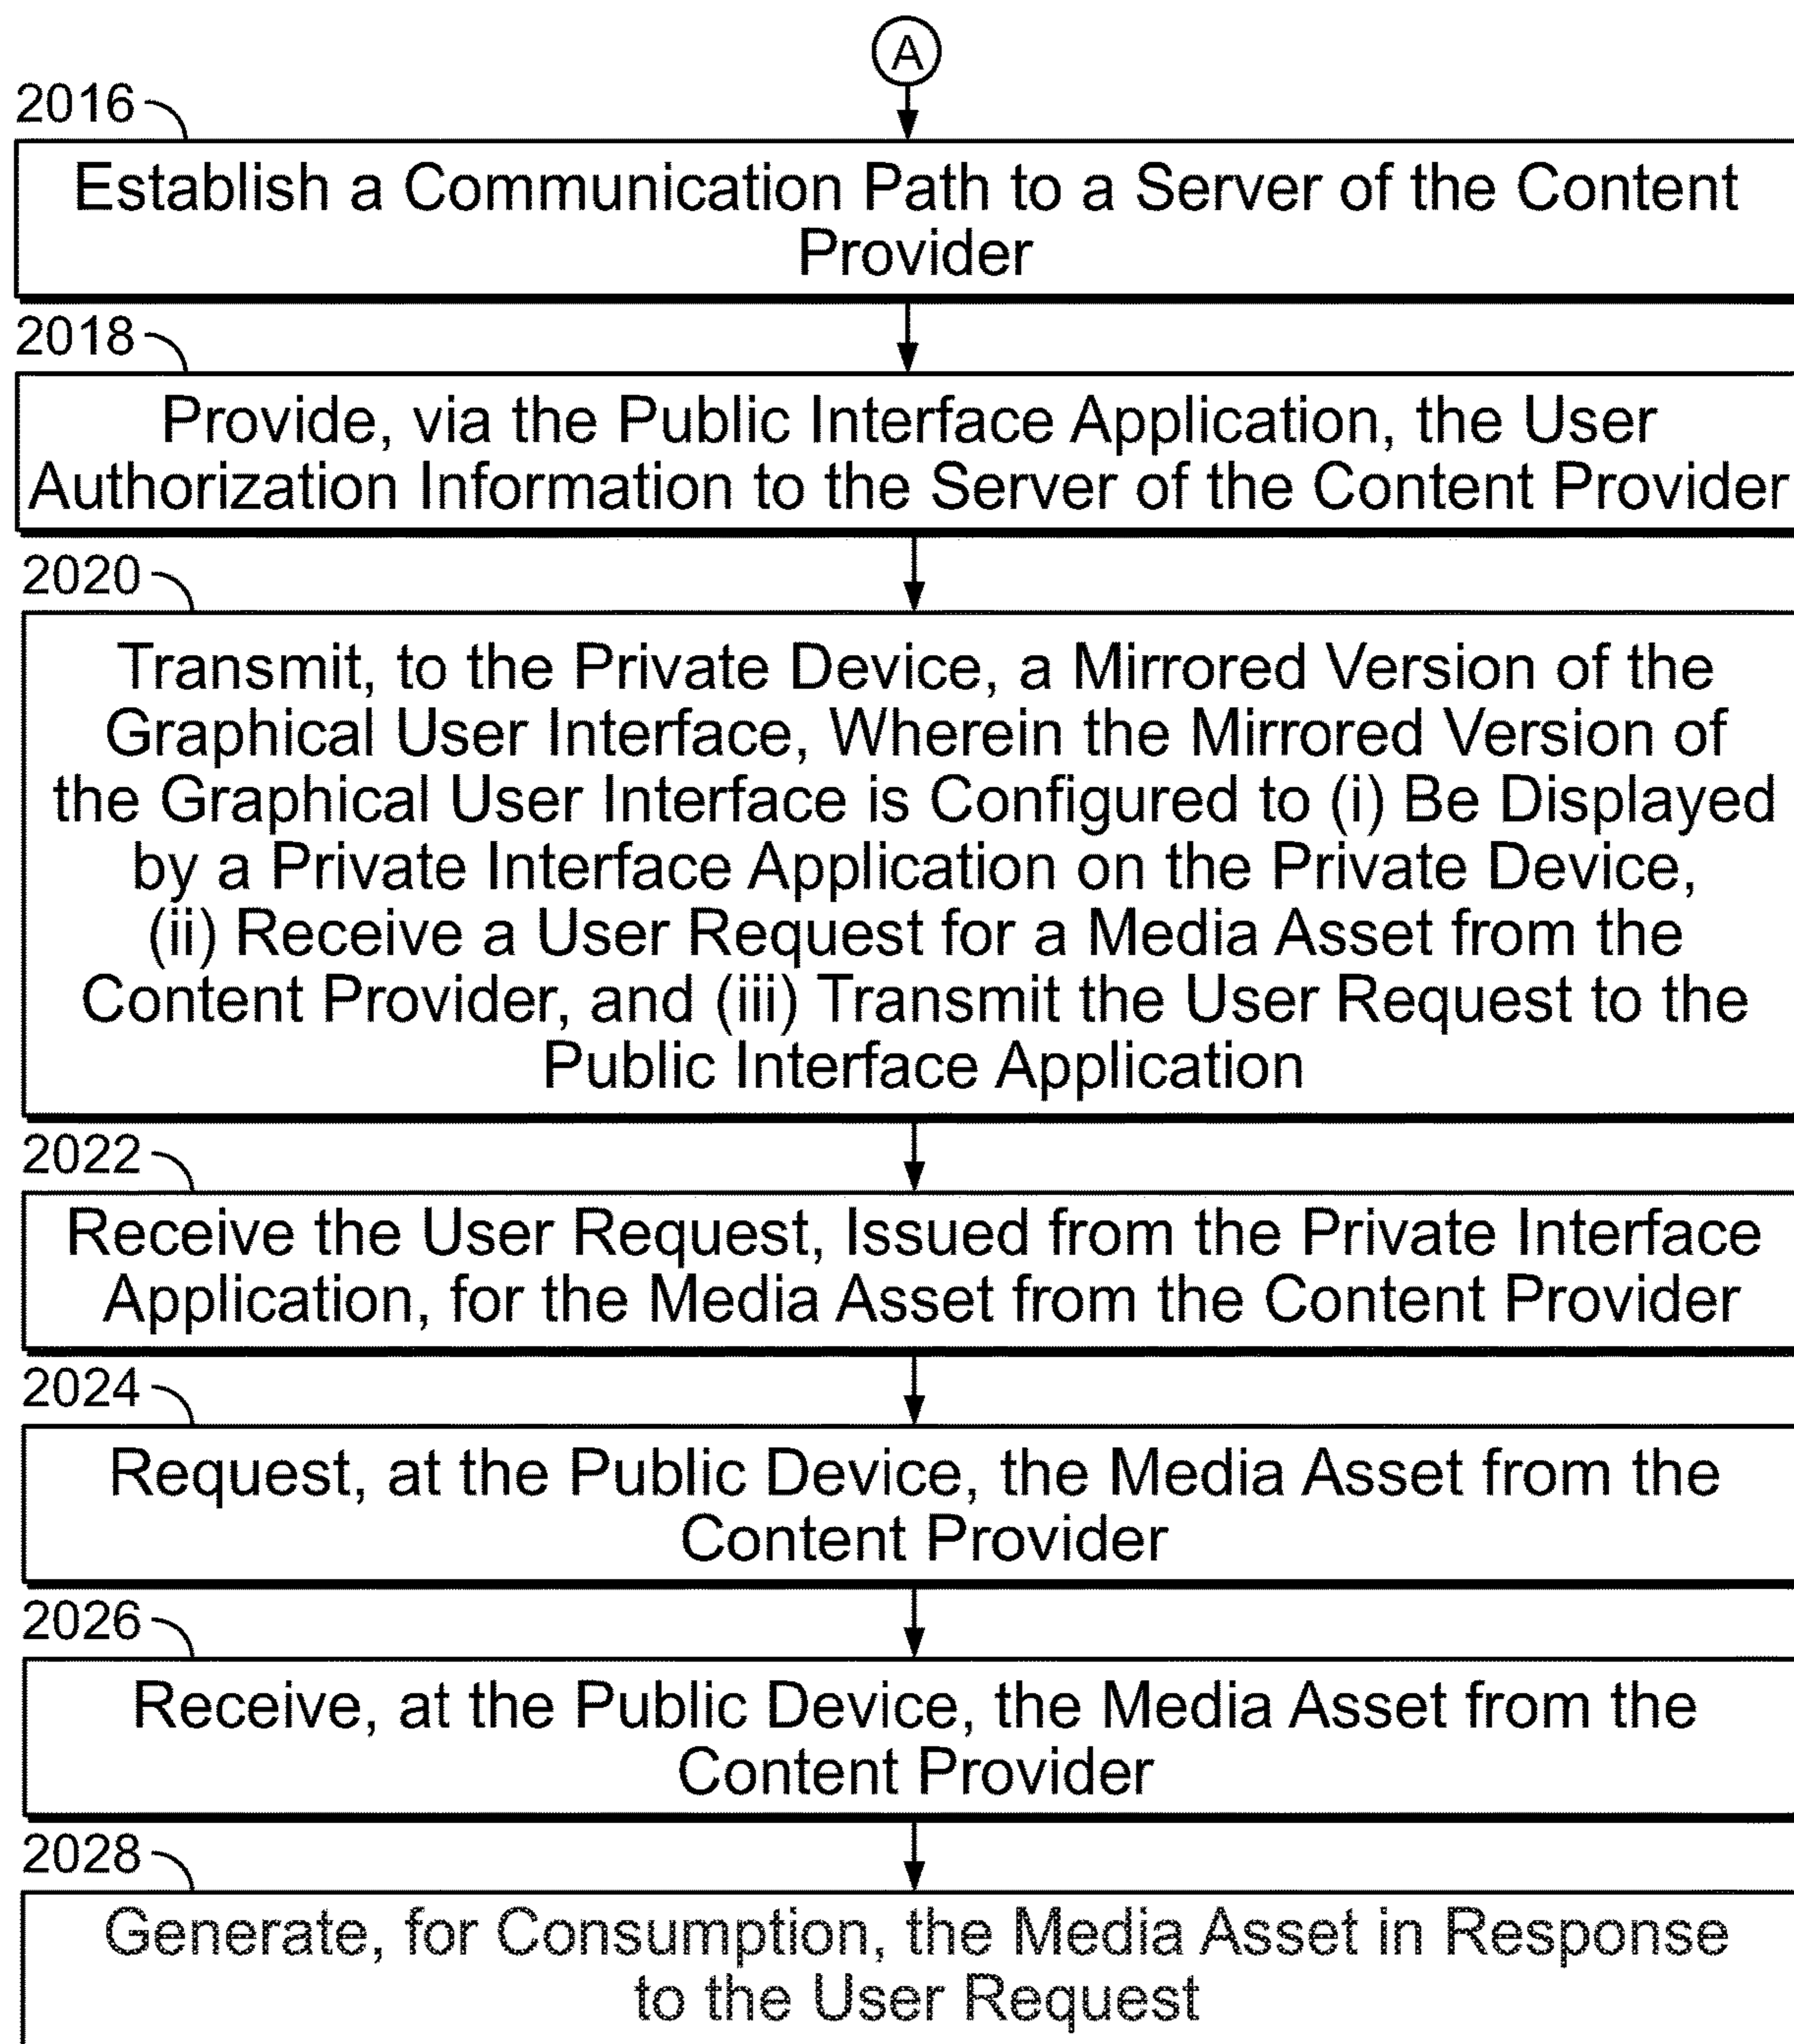 A
2016
Establish a Communication Path to a Server of the Content
Provider
2018
Provide, via the Public Interface Application, the User
Authorization Information to the Server of the Content Provider
2020
Transmit, to the Private Device, a Mirrored Version of the
Graphical User Interface, Wherein the Mirrored Version of
the Graphical User Interface is Configured to (i) Be Displayed
by a Private Interface Application on the Private Device,
(ii) Receive a User Request for a Media Asset from the
Content Provider, and (iii) Transmit the User Request to the
Public Interface Application
2022
Receive the User Request, Issued from the Private Interface
Application, for the Media Asset from the Content Provider
2024
Request, at the Public Device, the Media Asset from the
Content Provider
2026
Receive, at the Public Device, the Media Asset from the
Content Provider
2028
Generate, for Consumption, the Media Asset in Response
to the User Request